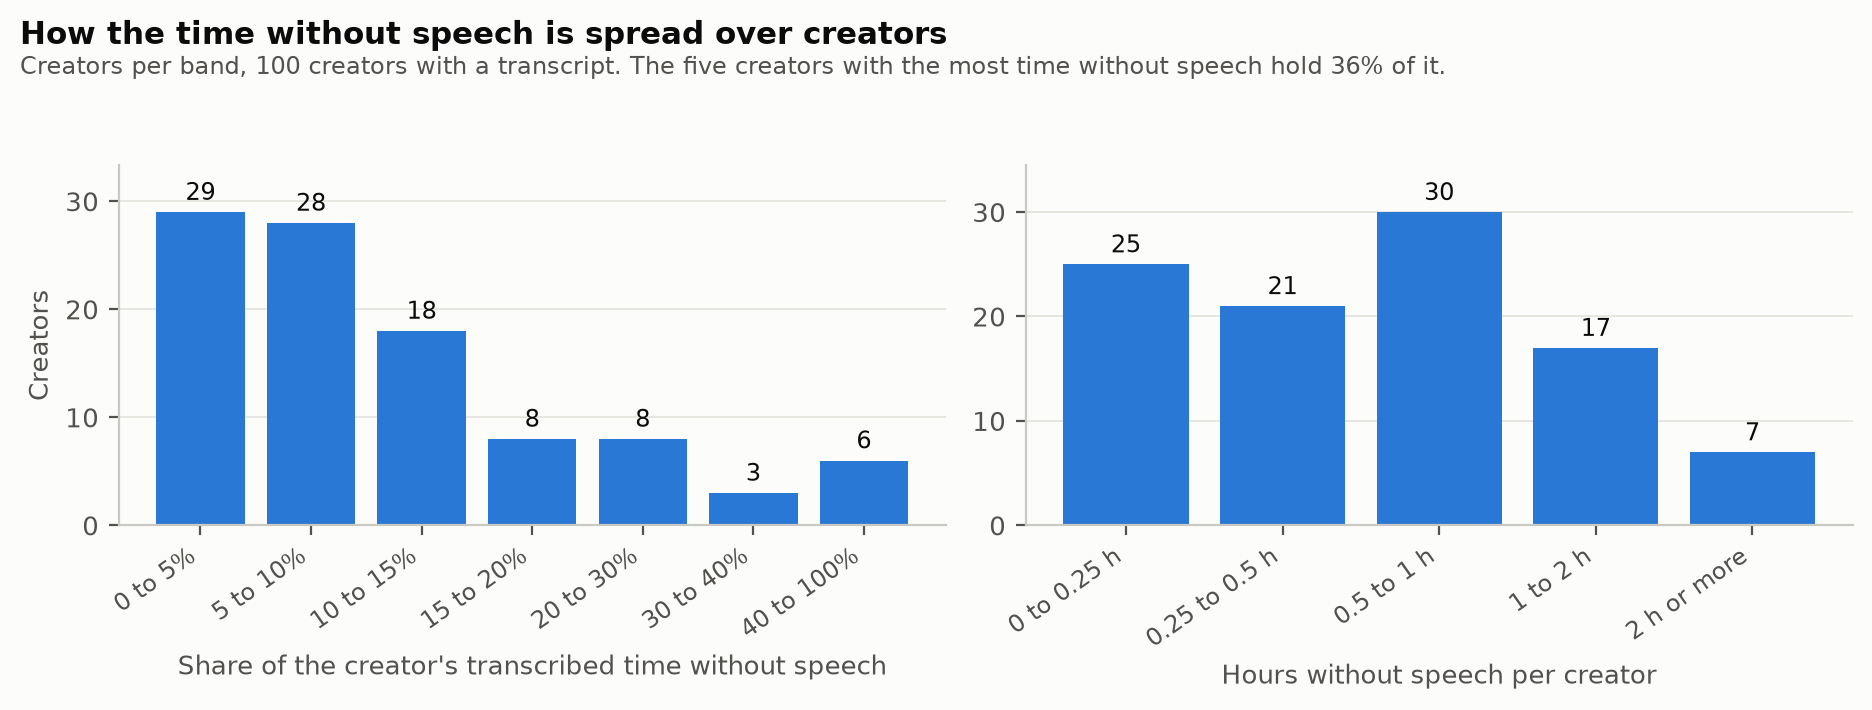 How the time without speech is spread over creators
Creators per band, 100 creators with a transcript. The five creators with the most time without speech hold 36% of it.
Creators
30
20
10
0
29
28
18
8
8
3
6
0 to 5%
5 to 10%
10 to 15%
15 to 20%
20 to 30%
30 to 40%
40 to 100%
Share of the creator's transcribed time without speech
30
20
10
0
25
21
30
17
7
0 to 0.25 h
0.25 to 0.5 h
0.5 to 1 h
1 to 2 h
2 h or more
Hours without speech per creator